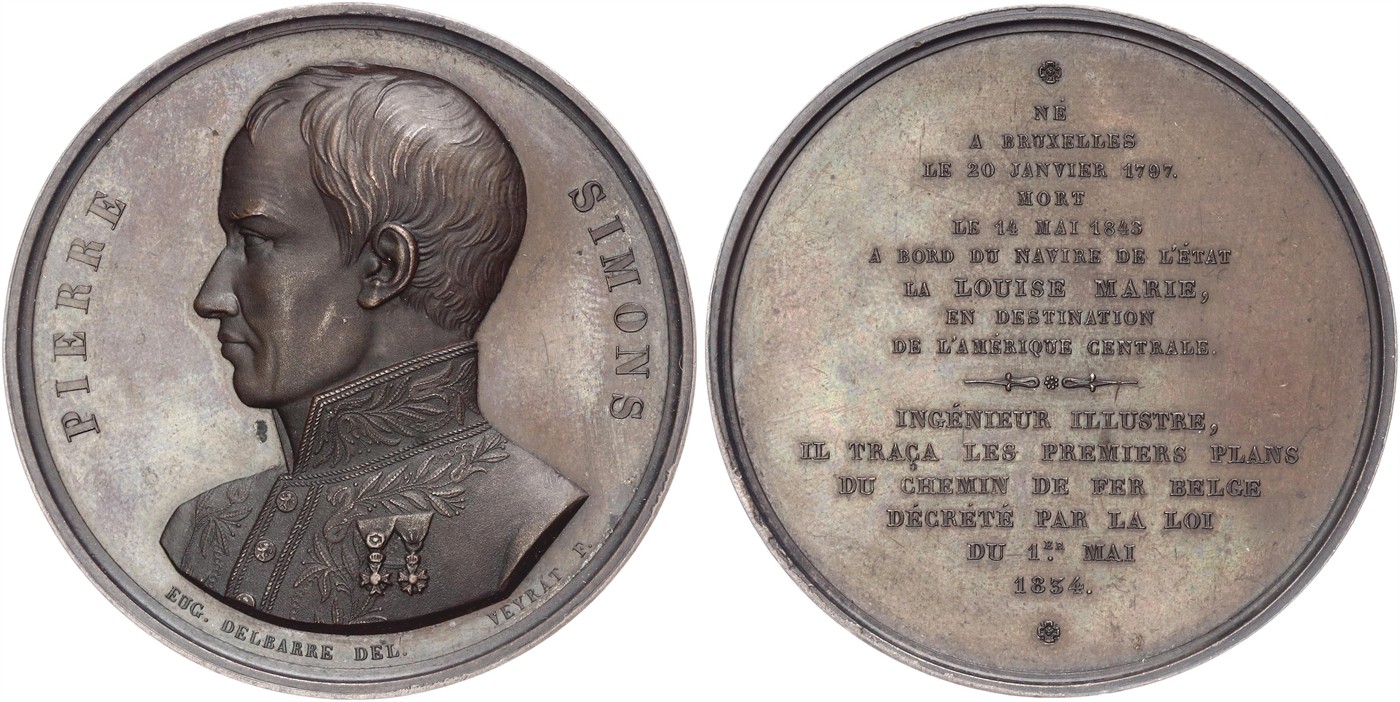 PIERRE SIMONS
EUG. DELBARRE DEL. VEYRAT F.
NÉ
A BRUXELLES
LE 20 JANVIER 1797.
MORT
LE 14 MAI 1843
A BORD DU NAVIRE DE L'ÉTAT
LA LOUISE MARIE,
EN DESTINATION
DE L'AMÉRIQUE CENTRALE.
INGÉNIEUR ILLUSTRE,
IL TRAÇA LES PREMIERS PLANS
DU CHEMIN DE FER BELGE
DÉCRÉTÉ PAR LA LOI
DU 1ER. MAI
1834.